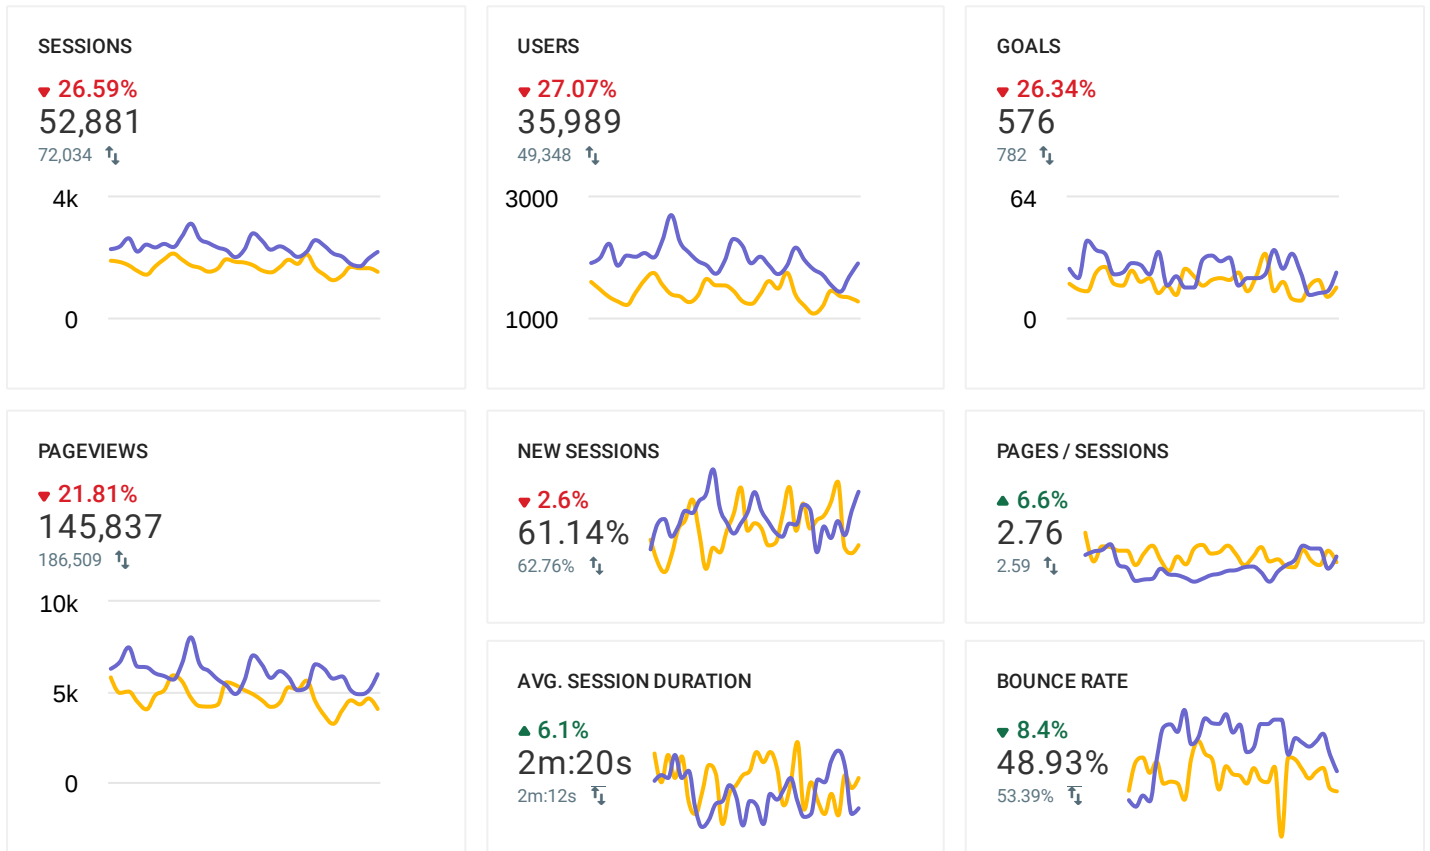 SESSIONS
26.59%
52,881
72,034
4k
0
USERS
27.07%
35,989
49,348
3000
1000
GOALS
26.34%
576
782
64
0
PAGEVIEWS
21.81%
145,837
186,509
10k
5k
0
NEW SESSIONS
2.6%
61.14%
62.76%
PAGES / SESSIONS
6.6%
2.76
2.59
AVG. SESSION DURATION
6.1%
2m:20s
2m:12s
BOUNCE RATE
8.4%
48.93%
53.39%